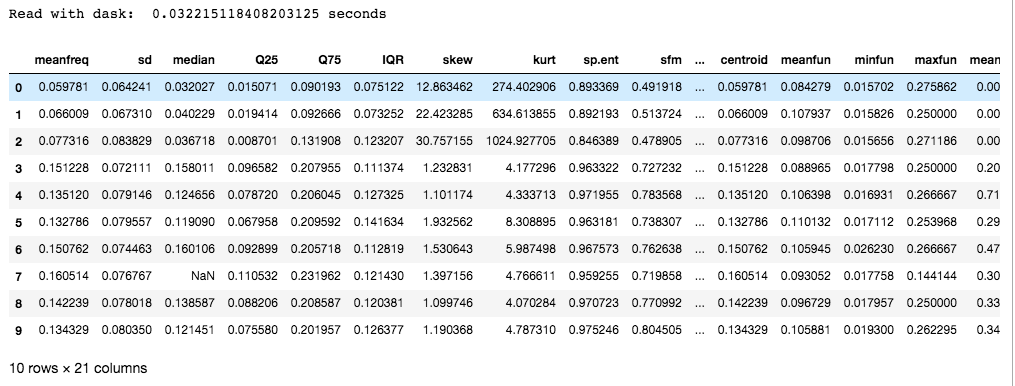 Read with dask:  0.032215118408203125 seconds
meanfreq sd median Q25 Q75 IQR skew kurt sp.ent sfm ... centroid meanfun minfun maxfun mean
0 0.059781 0.064241 0.032027 0.015071 0.090193 0.075122 12.863462 274.402906 0.893369 0.491918 ... 0.059781 0.084279 0.015702 0.275862 0.00
1 0.066009 0.067310 0.040229 0.019414 0.092666 0.073252 22.423285 634.613855 0.892193 0.513724 ... 0.066009 0.107937 0.015826 0.250000 0.00
2 0.077316 0.083829 0.036718 0.008701 0.131908 0.123207 30.757155 1024.927705 0.846389 0.478905 ... 0.077316 0.098706 0.015656 0.271186 0.00
3 0.151228 0.072111 0.158011 0.096582 0.207955 0.111374 1.232831 4.177296 0.963322 0.727232 ... 0.151228 0.088965 0.017798 0.250000 0.20
4 0.135120 0.079146 0.124656 0.078720 0.206045 0.127325 1.101174 4.333713 0.971955 0.783568 ... 0.135120 0.106398 0.016931 0.266667 0.71
5 0.132786 0.079557 0.119090 0.067958 0.209592 0.141634 1.932562 8.308895 0.963181 0.738307 ... 0.132786 0.110132 0.017112 0.253968 0.29
6 0.150762 0.074463 0.160106 0.092899 0.205718 0.112819 1.530643 5.987498 0.967573 0.762638 ... 0.150762 0.105945 0.026230 0.266667 0.47
7 0.160514 0.076767 NaN 0.110532 0.231962 0.121430 1.397156 4.766611 0.959255 0.719858 ... 0.160514 0.093052 0.017758 0.144144 0.30
8 0.142239 0.078018 0.138587 0.088206 0.208587 0.120381 1.099746 4.070284 0.970723 0.770992 ... 0.142239 0.096729 0.017957 0.250000 0.33
9 0.134329 0.080350 0.121451 0.075580 0.201957 0.126377 1.190368 4.787310 0.975246 0.804505 ... 0.134329 0.105881 0.019300 0.262295 0.34
10 rows × 21 columns